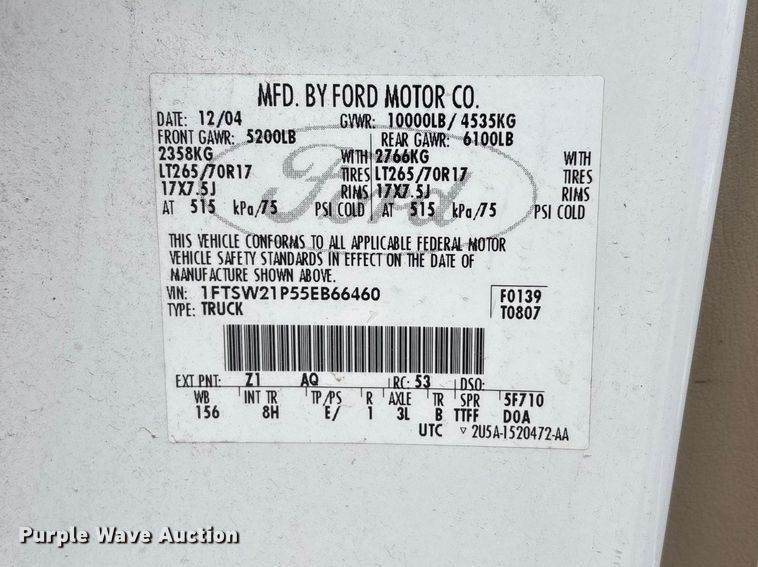 MFD. BY FORD MOTOR CO.
DATE: 12/04 GVWR: 10000LB/ 4535KG
FRONT GAWR: 5200LB REAR GAWR: 6100LB
2358KG WITH 2766KG WITH
LT265/70R17 TIRES LT265/70R17 TIRES
17X7.5J RIMS 17X7.5J RIMS
AT 515 kPa/75 PSI COLD AT 515 kPa/75 PSI COLD
Ford
THIS VEHICLE CONFORMS TO ALL APPLICABLE FEDERAL MOTOR
VEHICLE SAFETY STANDARDS IN EFFECT ON THE DATE OF
MANUFACTURE SHOWN ABOVE.
VIN: 1FTSW21P55EB66460 F0139
TYPE: TRUCK T0807
EXT PNT: Z1 AQ RC: 53 DSO:
WB INT TR TP/PS R AXLE TR SPR 5F710
156 8H E/ 1 3L B TTFF DOA
UTC ▽ 2U5A-1520472-AA
Purple Wave Auction